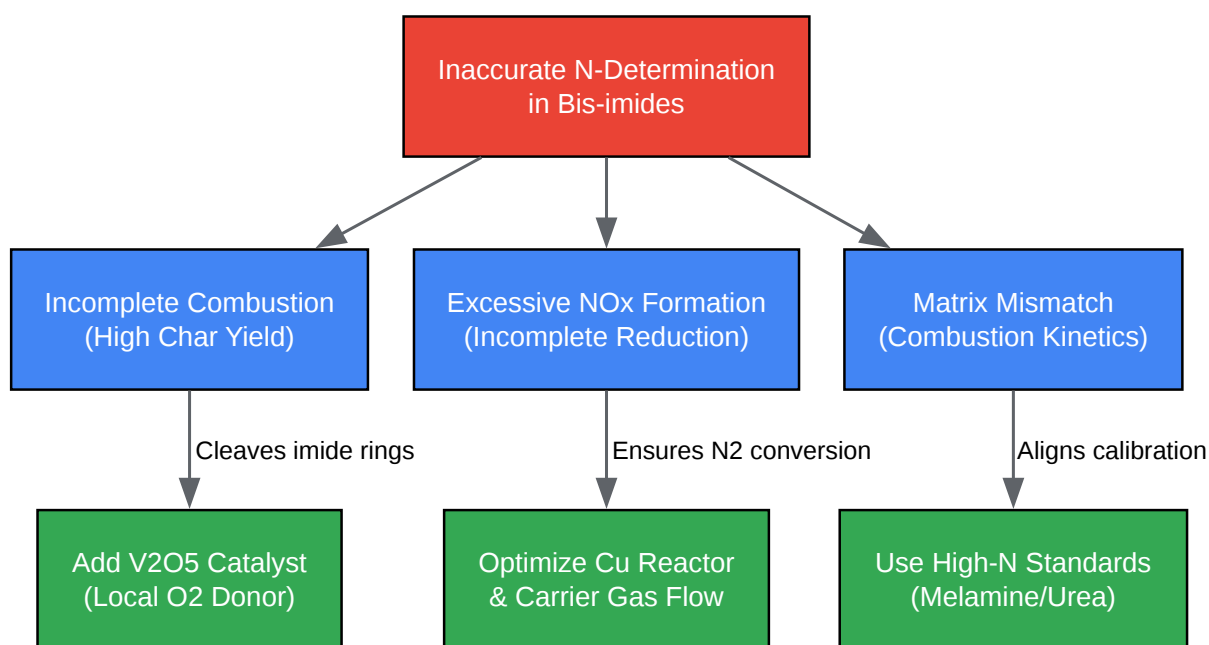 Inaccurate N-Determination
in Bis-imides
Incomplete Combustion
(High Char Yield)
Excessive NOx Formation
(Incomplete Reduction)
Matrix Mismatch
(Combustion Kinetics)
Cleaves imide rings
Ensures N2 conversion
Aligns calibration
Add V2O5 Catalyst
(Local O2 Donor)
Optimize Cu Reactor
& Carrier Gas Flow
Use High-N Standards
(Melamine/Urea)